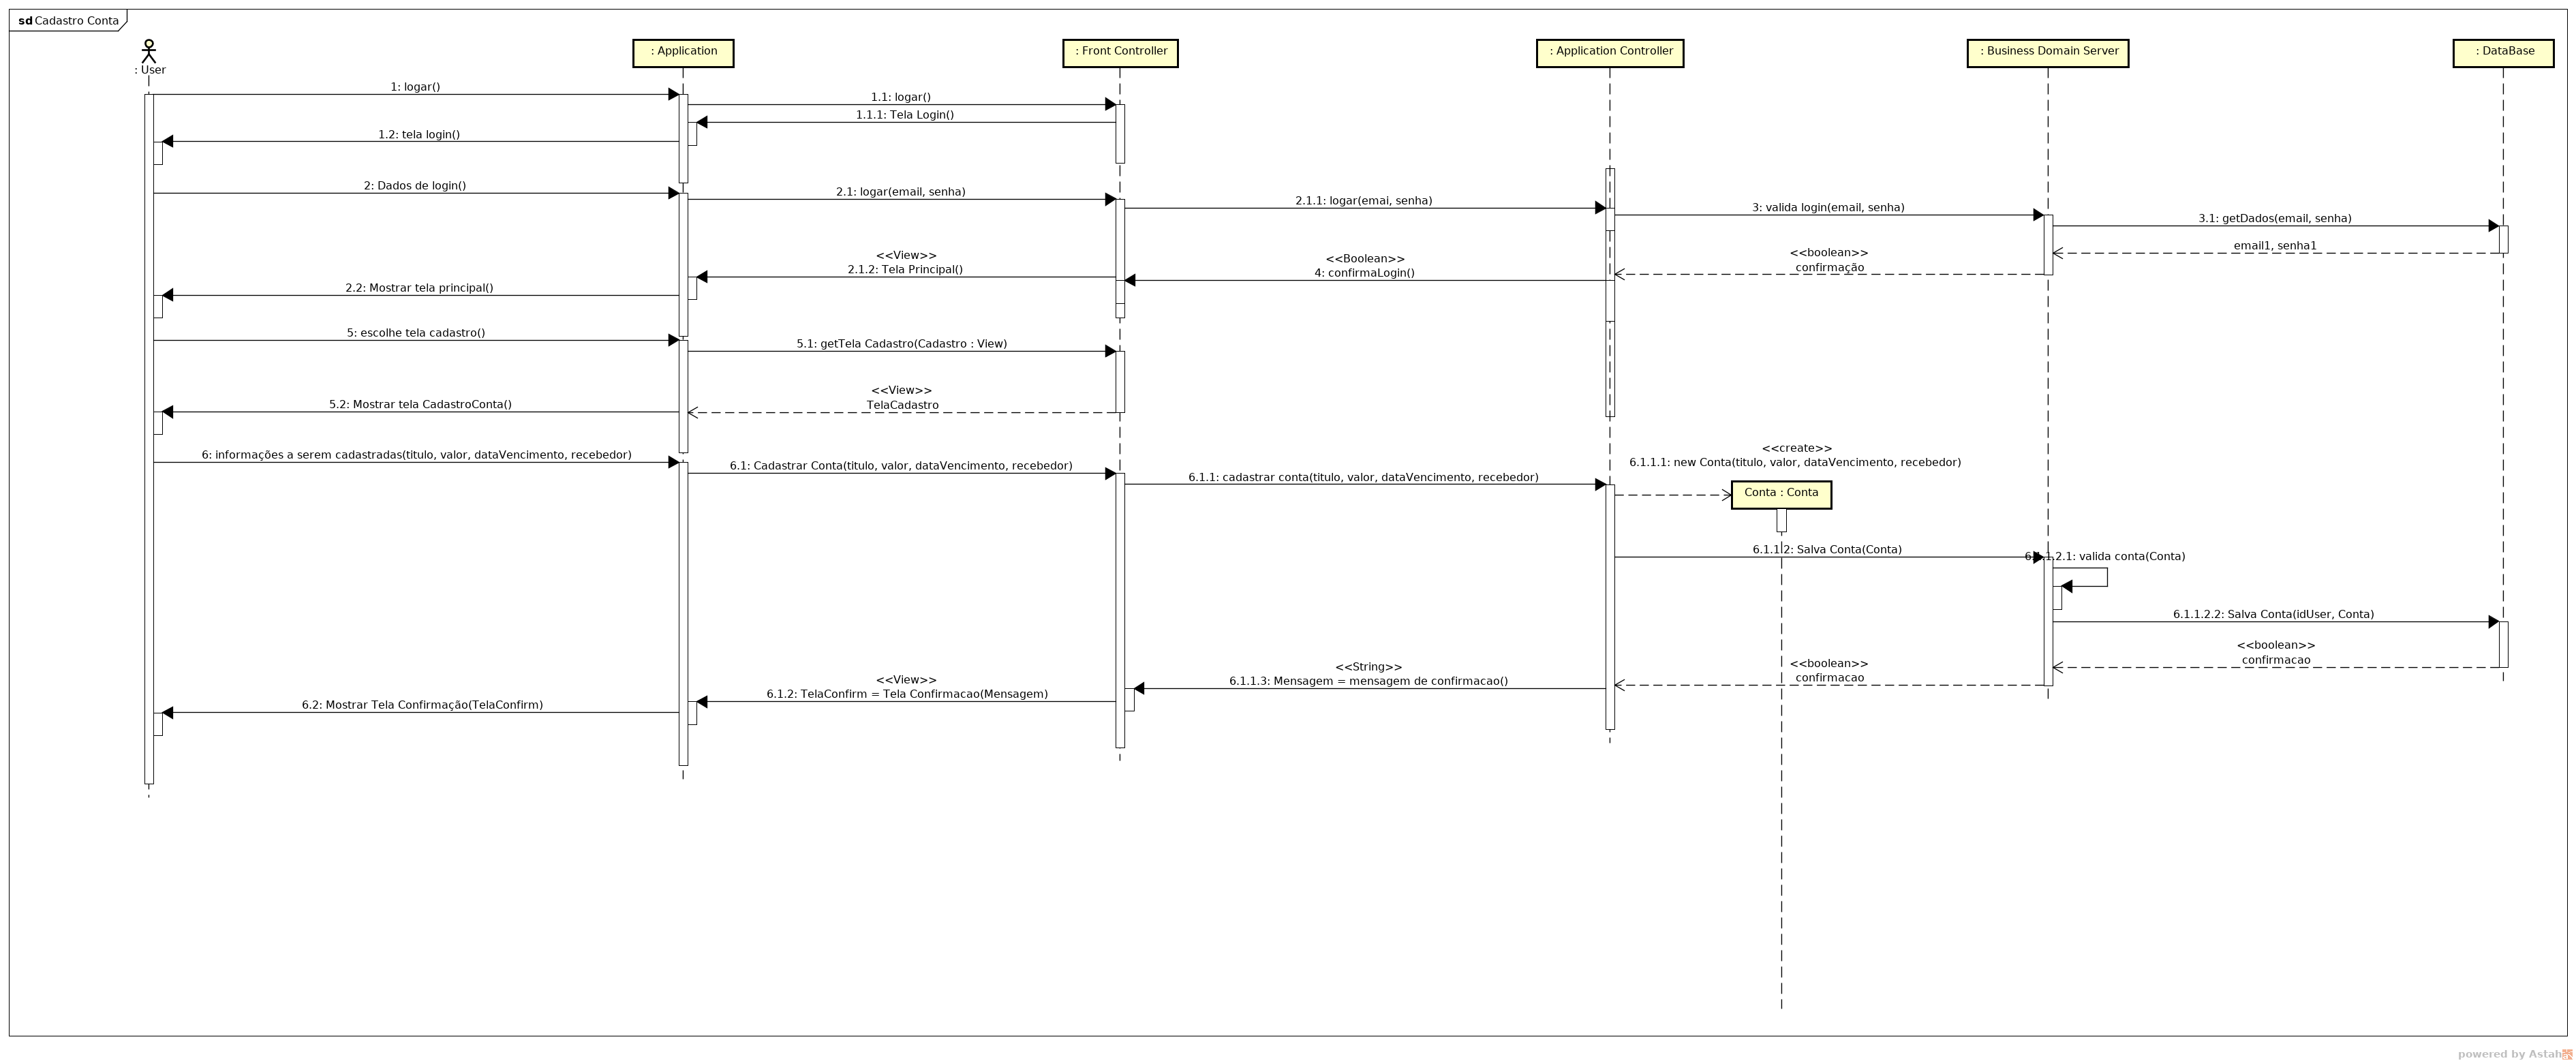 sd Cadastro Conta
: User
: Application
: Front Controller
: Application Controller
: Business Domain Server
: DataBase
1: logar()
1.1: logar()
1.1.1: Tela Login()
1.2: tela login()
2: Dados de login()
2.1: logar(email, senha)
2.1.1: logar(emai, senha)
3: valida login(email, senha)
3.1: getDados(email, senha)
email1, senha1
<<boolean>>
confirmação
<<Boolean>>
4: confirmaLogin()
<<View>>
2.1.2: Tela Principal()
2.2: Mostrar tela principal()
5: escolhe tela cadastro()
5.1: getTela Cadastro(Cadastro : View)
<<View>>
TelaCadastro
5.2: Mostrar tela CadastroConta()
6: informações a serem cadastradas(titulo, valor, dataVencimento, recebedor)
6.1: Cadastrar Conta(titulo, valor, dataVencimento, recebedor)
6.1.1: cadastrar conta(titulo, valor, dataVencimento, recebedor)
<<create>>
6.1.1.1: new Conta(titulo, valor, dataVencimento, recebedor)
Conta : Conta
6.1.1.2: Salva Conta(Conta)
6.1.1.2.1: valida conta(Conta)
6.1.1.2.2: Salva Conta(idUser, Conta)
<<boolean>>
confirmacao
<<boolean>>
confirmacao
<<String>>
6.1.1.3: Mensagem = mensagem de confirmacao()
<<View>>
6.1.2: TelaConfirm = Tela Confirmacao(Mensagem)
6.2: Mostrar Tela Confirmação(TelaConfirm)
powered by Astah